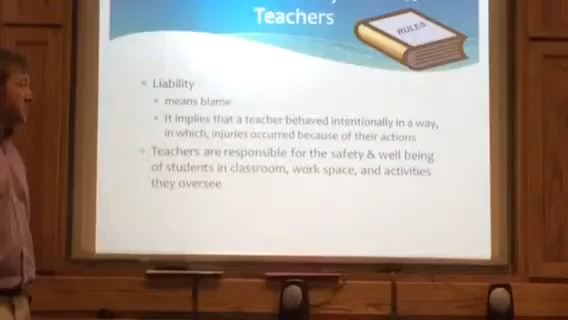 Teachers
RULES
Liability
means blame
It implies that a teacher behaved intentionally in a way,
in which, injuries occurred because of their actions
Teachers are responsible for the safety & well being
of students in classroom, work space, and activities
they oversee